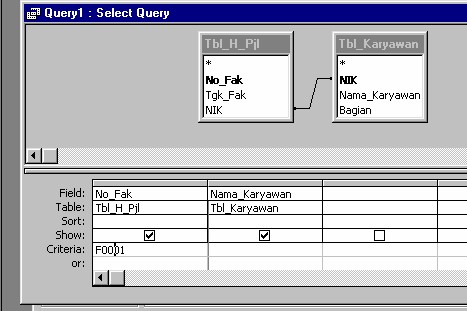 Query1 : Select Query
Tbl_H_Pjl
*
No_Fak
Tgk_Fak
NIK
Tbl_Karyawan
*
NIK
Nama_Karyawan
Bagian
Field: No_Fak Nama_Karyawan
Table: Tbl_H_Pjl Tbl_Karyawan
Sort:
Show:
Criteria: F0001
or: